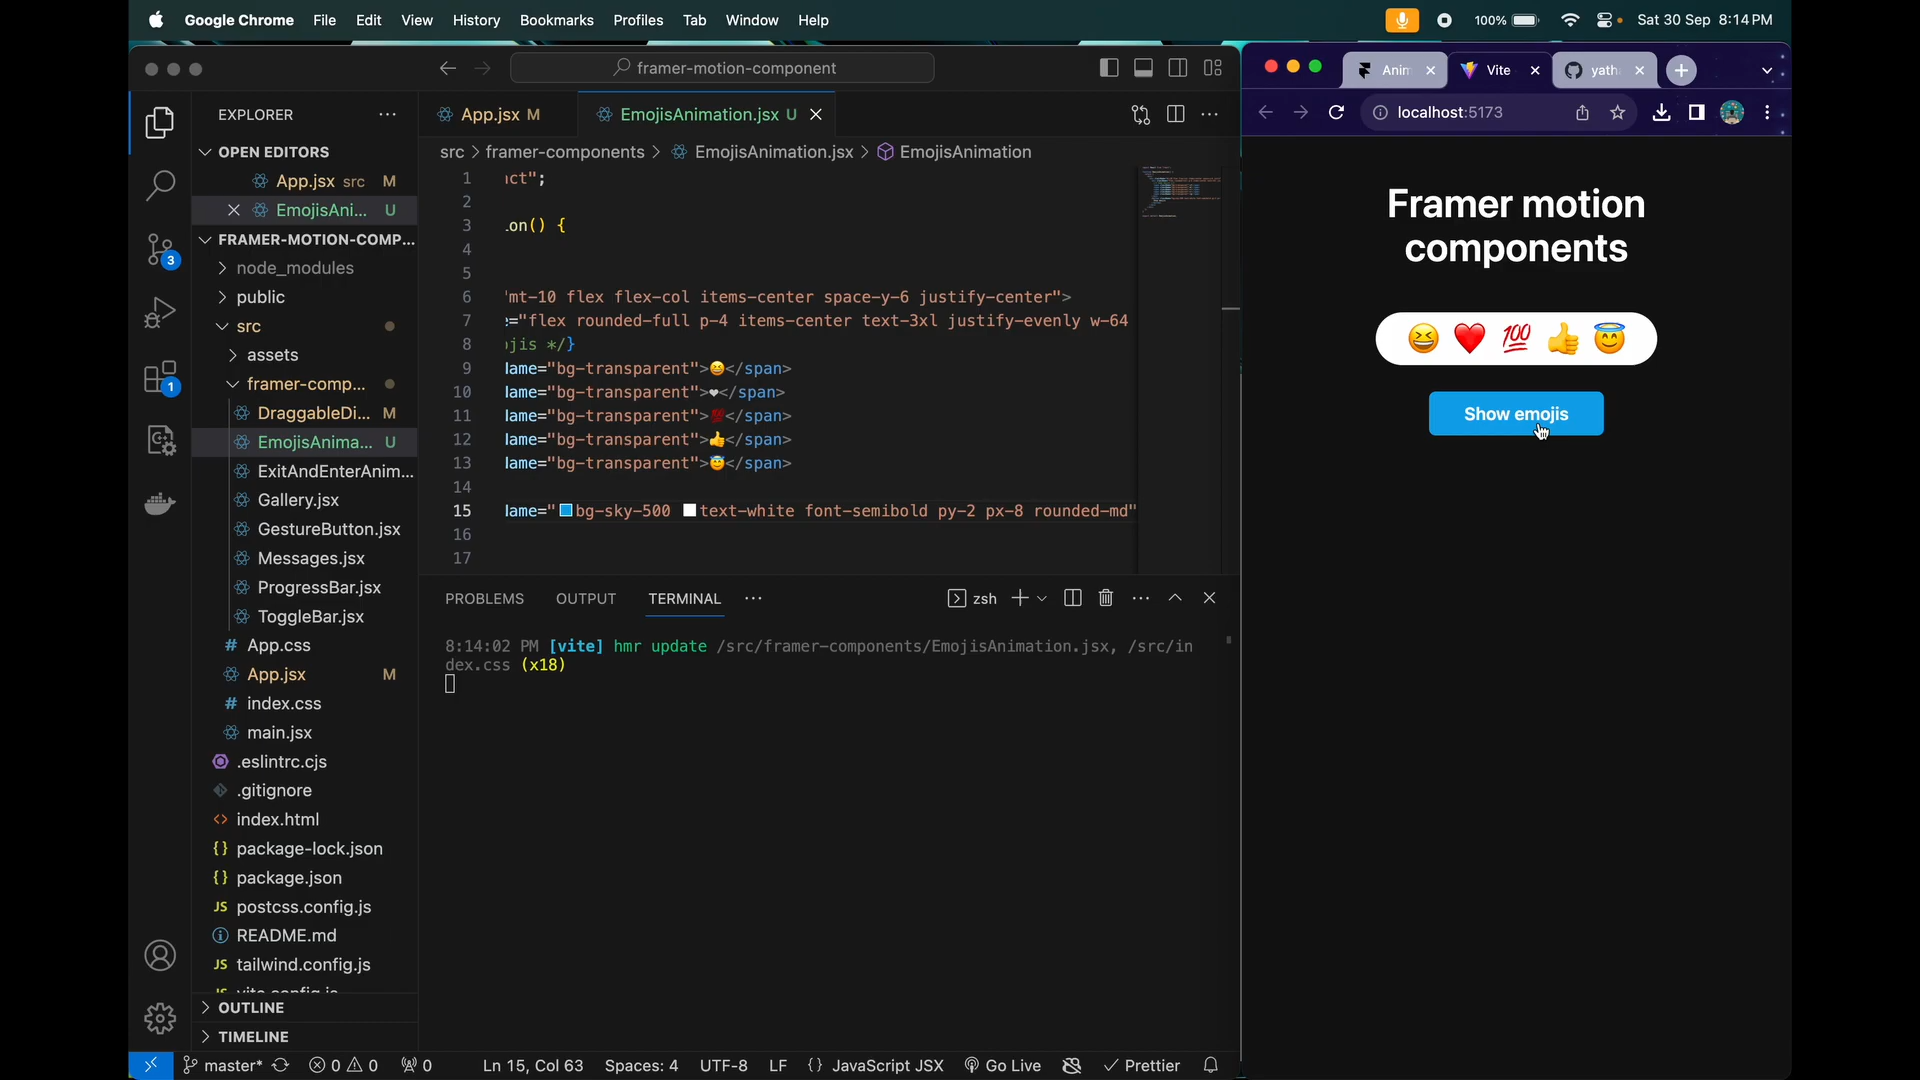 Google Chrome File Edit View History Bookmarks Profiles Tab Window Help
100% Sat 30 Sep 8:14 PM
framer-motion-component
EXPLORER
OPEN EDITORS
App.jsx src M
EmojisAni... U
FRAMER-MOTION-COMP...
node_modules
public
src
assets
framer-comp...
DraggableDi... M
EmojisAnima... U
ExitAndEnterAnim...
Gallery.jsx
GestureButton.jsx
Messages.jsx
ProgressBar.jsx
ToggleBar.jsx
# App.css
App.jsx M
# index.css
main.jsx
.eslintrc.cjs
.gitignore
<> index.html
{} package-lock.json
{} package.json
JS postcss.config.js
README.md
JS tailwind.config.js
OUTLINE
TIMELINE
3
1
App.jsx M
EmojisAnimation.jsx U
src > framer-components > EmojisAnimation.jsx > EmojisAnimation
1 ct";
2
3 on() {
4
5
6 'mt-10 flex flex-col items-center space-y-6 justify-center">
7 ="flex rounded-full p-4 items-center text-3xl justify-evenly w-64
8 jis */}
9 lame="bg-transparent">😆</span>
10 lame="bg-transparent">❤</span>
11 lame="bg-transparent">💯</span>
12 lame="bg-transparent">👍</span>
13 lame="bg-transparent">😇</span>
14
15 lame="bg-sky-500 text-white font-semibold py-2 px-8 rounded-md"
16
17
PROBLEMS OUTPUT TERMINAL
zsh
8:14:02 PM [vite] hmr update /src/framer-components/EmojisAnimation.jsx, /src/in
dex.css (x18)
master* 0 0 0 Ln 15, Col 63 Spaces: 4 UTF-8 LF {} JavaScript JSX Go Live Prettier
Anim Vite yath
localhost:5173
Framer motion
components
😆 ❤️ 💯 👍 😇
Show emojis